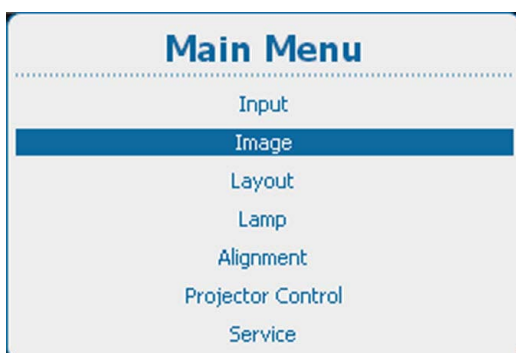 Main Menu
Input
Image
Layout
Lamp
Alignment
Projector Control
Service